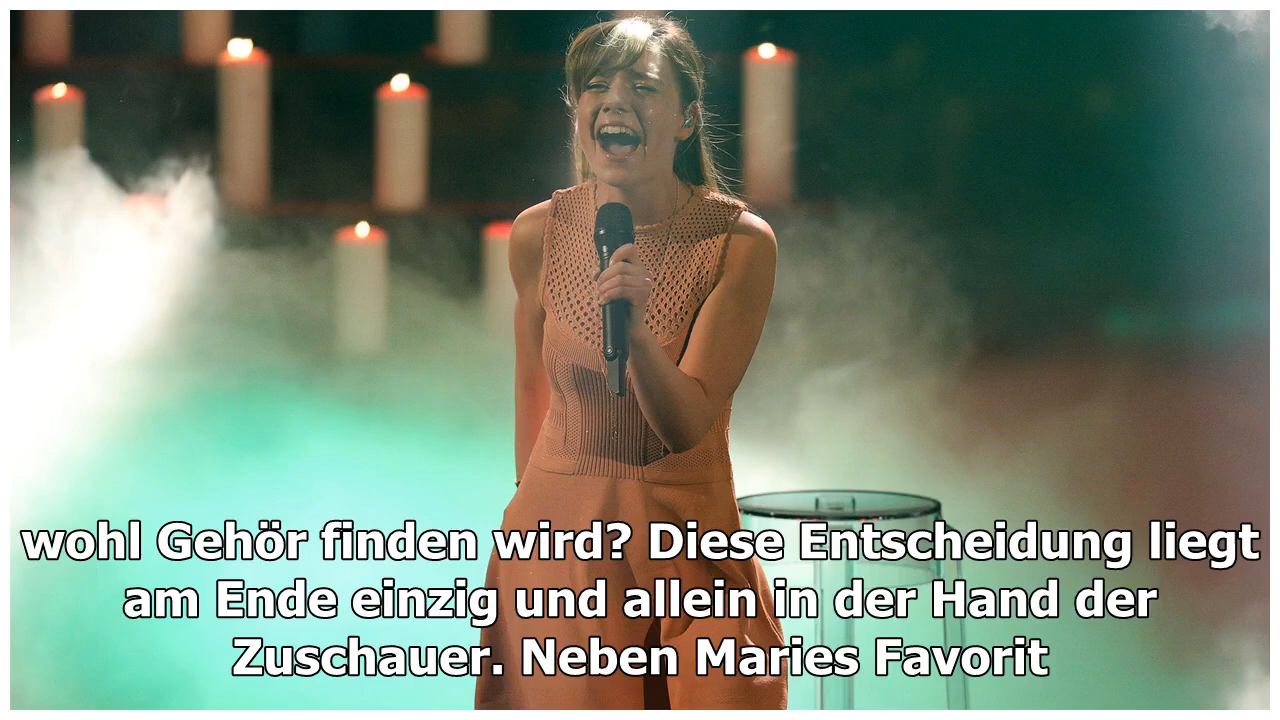 wohl Gehör finden wird? Diese Entscheidung liegt
am Ende einzig und allein in der Hand der
Zuschauer. Neben Maries Favorit